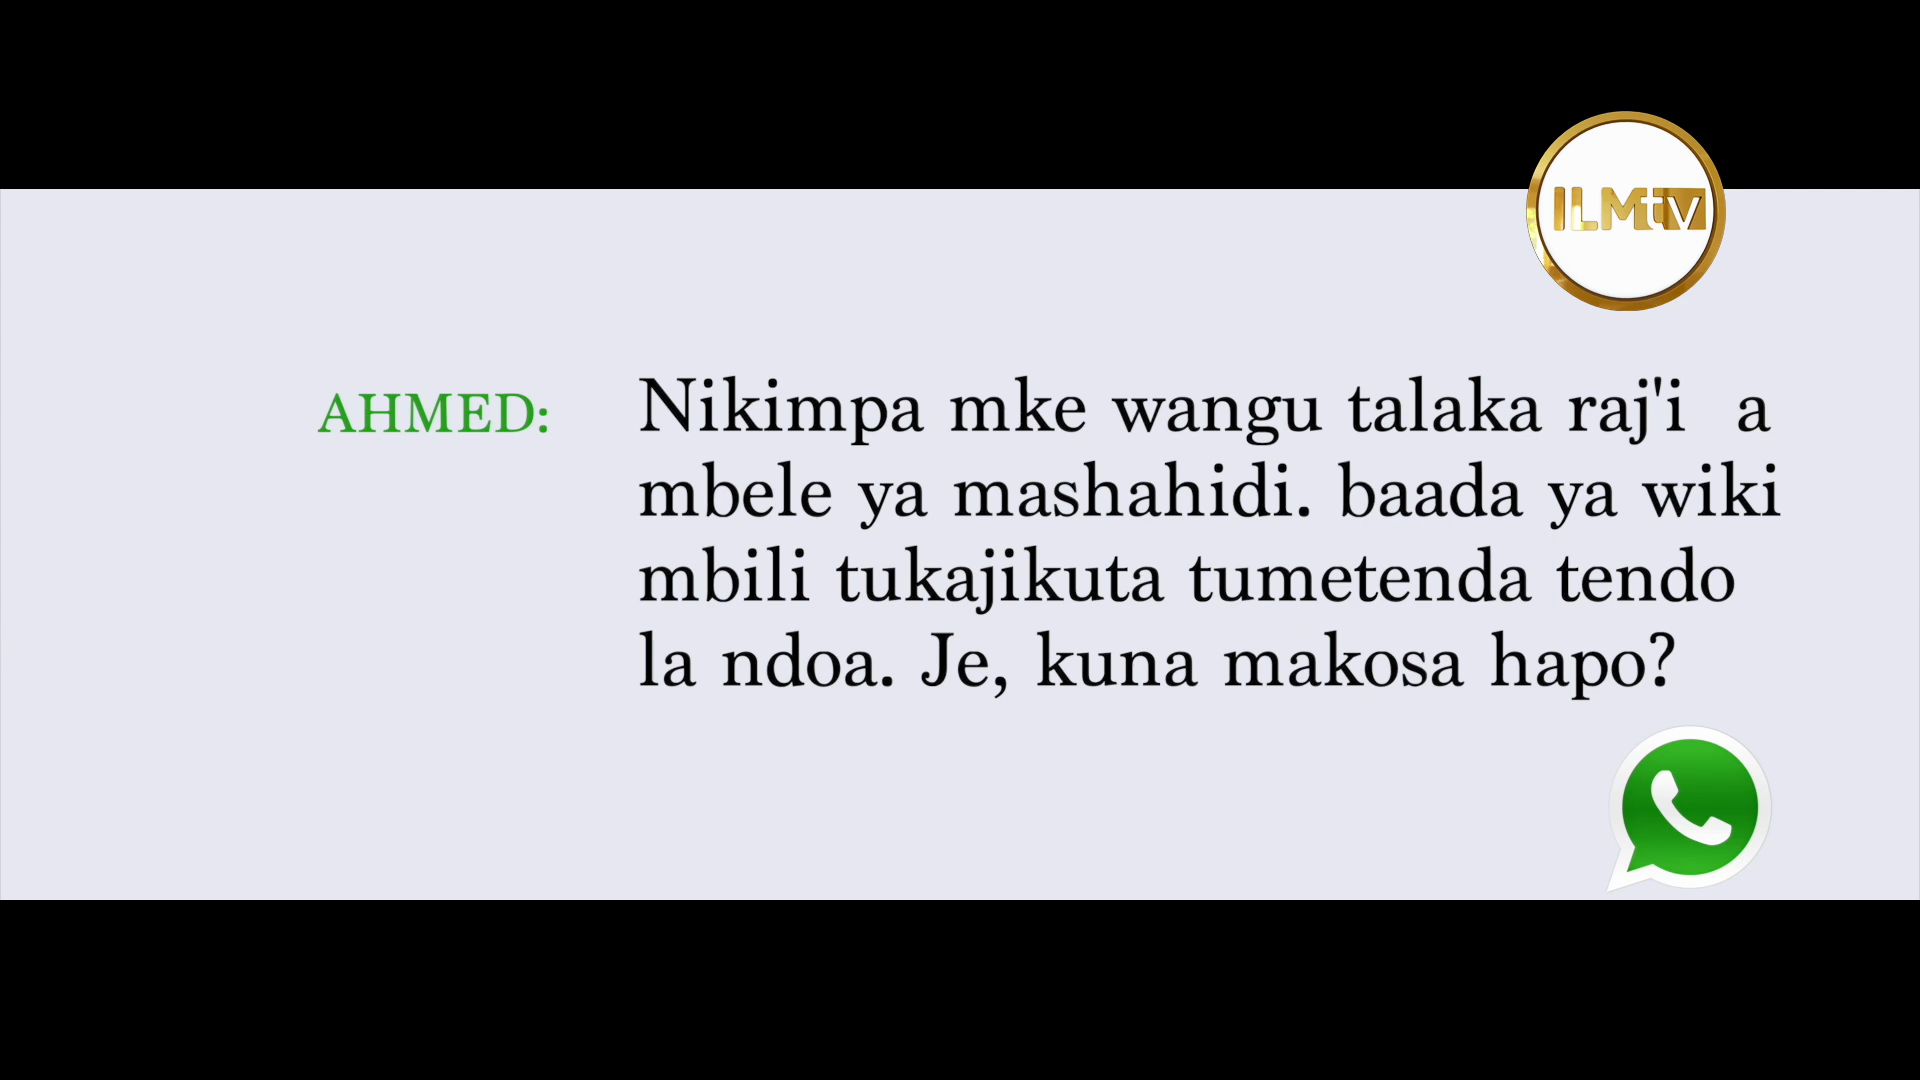 ILMtv
AHMED: Nikimpa mke wangu talaka raj'i a
mbele ya mashahidi. baada ya wiki
mbili tukajikuta tumetenda tendo
la ndoa. Je, kuna makosa hapo?